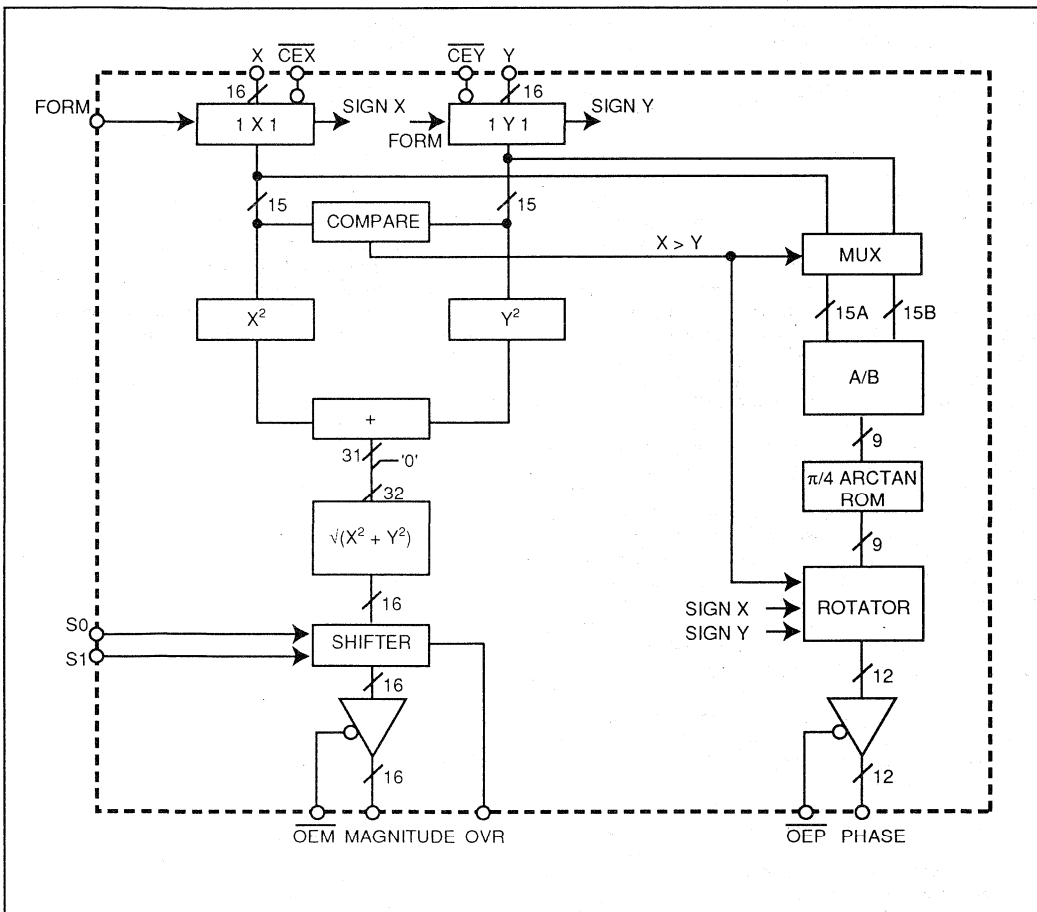 X CEX CEY Y
16 16
FORM SIGN X SIGN Y
1 X 1 FORM 1 Y 1
15 15
COMPARE
X > Y MUX
15A 15B
X² Y²
A/B
+
31 '0' 9
32 π/4 ARCTAN ROM
√(X² + Y²)
9
16
SIGN X ROTATOR
S0 SIGN Y
S1 SHIFTER
16 12
16 12
OEM MAGNITUDE OVR OEP PHASE